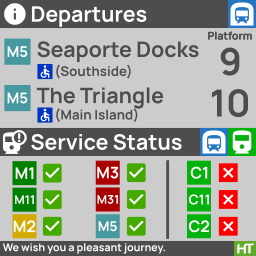 Departures
Platform
M5 Seaporte Docks 9
(Southside)
M5 The Triangle 10
(Main Island)
Service Status
M1 M3 C1
M11 M31 C11
M2 M5 C2
We wish you a pleasant journey. HT